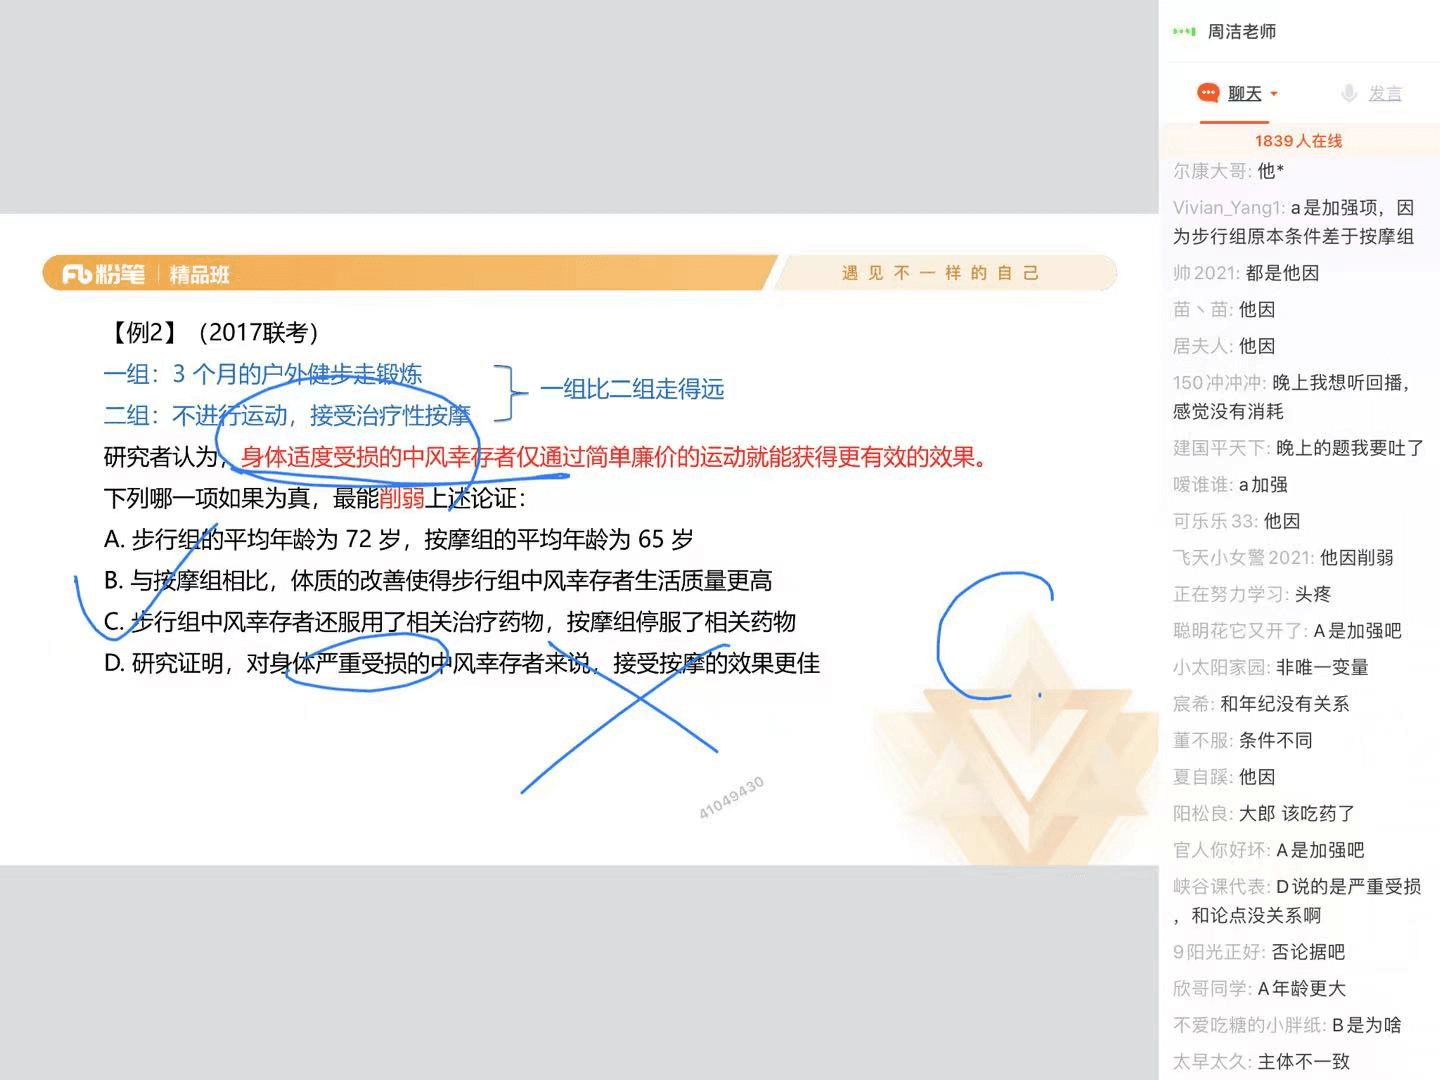 周洁老师
聊天
发言
1839人在线
尔康大哥: 他*
Vivian_Yang1: a是加强项，因
为步行组原本条件差于按摩组
帅2021: 都是他因
苗丶苗: 他因
居夫人: 他因
150冲冲冲: 晚上我想听回播，
感觉没有消耗
建国平天下: 晚上的题我要吐了
嗳谁谁: a加强
可乐乐33: 他因
飞天小女警2021: 他因削弱
正在努力学习: 头疼
聪明花它又开了: A是加强吧
小太阳家园: 非唯一变量
宸希: 和年纪没有关系
董不服: 条件不同
夏自蹊: 他因
阳松良: 大郎 该吃药了
官人你好坏: A是加强吧
峡谷课代表: D说的是严重受损
，和论点没关系啊
9阳光正好: 否论据吧
欣哥同学: A年龄更大
不爱吃糖的小胖纸: B是为啥
太早太久: 主体不一致
粉笔 精品班
遇见不一样的自己
【例2】（2017联考）
一组：3 个月的户外健步走锻炼
二组：不进行运动，接受治疗性按摩
一组比二组走得远
研究者认为，身体适度受损的中风幸存者仅通过简单廉价的运动就能获得更有效的效果。
下列哪一项如果为真，最能削弱上述论证：
A. 步行组的平均年龄为 72 岁，按摩组的平均年龄为 65 岁
B. 与按摩组相比，体质的改善使得步行组中风幸存者生活质量更高
C. 步行组中风幸存者还服用了相关治疗药物，按摩组停服了相关药物
D. 研究证明，对身体严重受损的中风幸存者来说，接受按摩的效果更佳
C.
41049430